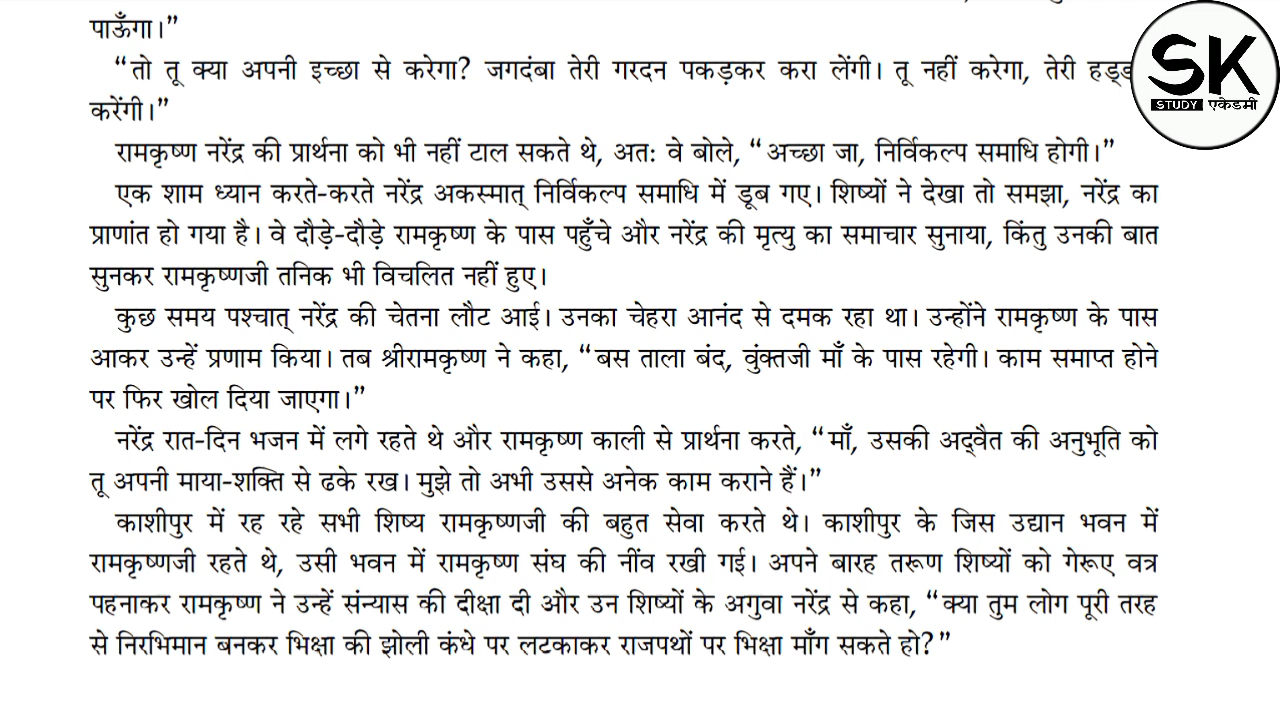 पाऊँगा।”
“तो तू क्या अपनी इच्छा से करेगा? जगदंबा तेरी गरदन पकड़कर करा लेंगी। तू नहीं करेगा, तेरी
करेंगी।”
रामकृष्ण नरेंद्र की प्रार्थना को भी नहीं टाल सकते थे, अतः वे बोले, “अच्छा जा, निर्विकल्प समाधि होगी।”
एक शाम ध्यान करते-करते नरेंद्र अकस्मात् निर्विकल्प समाधि में डूब गए। शिष्यों ने देखा तो समझा, नरेंद्र का
प्राणांत हो गया है। वे दौड़े-दौड़े रामकृष्ण के पास पहुँचे और नरेंद्र की मृत्यु का समाचार सुनाया, किंतु उनकी बात
सुनकर रामकृष्णजी तनिक भी विचलित नहीं हुए।
कुछ समय पश्चात् नरेंद्र की चेतना लौट आई। उनका चेहरा आनंद से दमक रहा था। उन्होंने रामकृष्ण के पास
आकर उन्हें प्रणाम किया। तब श्रीरामकृष्ण ने कहा, “बस ताला बंद, वुंक्तजी माँ के पास रहेगी। काम समाप्त होने
पर फिर खोल दिया जाएगा।”
नरेंद्र रात-दिन भजन में लगे रहते थे और रामकृष्ण काली से प्रार्थना करते, “माँ, उसकी अद्वैत की अनुभूति को
तू अपनी माया-शक्ति से ढके रख। मुझे तो अभी उससे अनेक काम कराने हैं।”
काशीपुर में रह रहे सभी शिष्य रामकृष्णजी की बहुत सेवा करते थे। काशीपुर के जिस उद्यान भवन में
रामकृष्णजी रहते थे, उसी भवन में रामकृष्ण संघ की नींव रखी गई। अपने बारह तरूण शिष्यों को गेरूए वत्र
पहनाकर रामकृष्ण ने उन्हें संन्यास की दीक्षा दी और उन शिष्यों के अगुवा नरेंद्र से कहा, “क्या तुम लोग पूरी तरह
से निरभिमान बनकर भिक्षा की झोली कंधे पर लटकाकर राजपथों पर भिक्षा माँग सकते हो?”
SK
STUDY एकेडमी